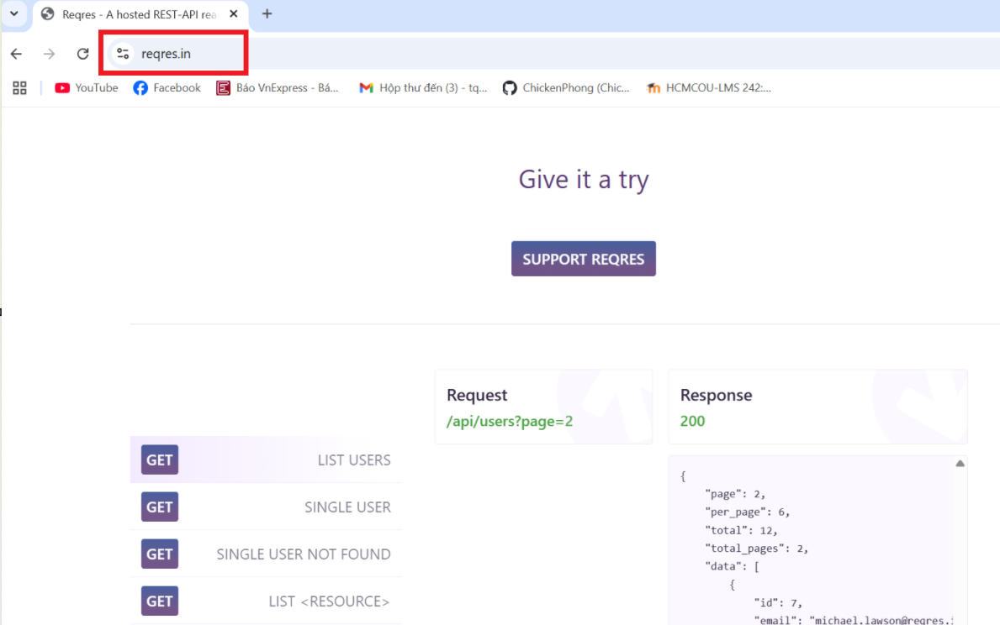 Reqres - A hosted REST-API rea
reqres.in
YouTube
Facebook
Báo VnExpress - Bá...
Hộp thư đến (3) - tq...
ChickenPhong (Chic...
HCMCOU-LMS 242:...
Give it a try
SUPPORT REQRES
Request
/api/users?page=2
Response
200
GET LIST USERS
GET SINGLE USER
GET SINGLE USER NOT FOUND
GET LIST <RESOURCE>
{
"page": 2,
"per_page": 6,
"total": 12,
"total_pages": 2,
"data": [
{
"id": 7,
"email": "michael.lawson@reqres.i